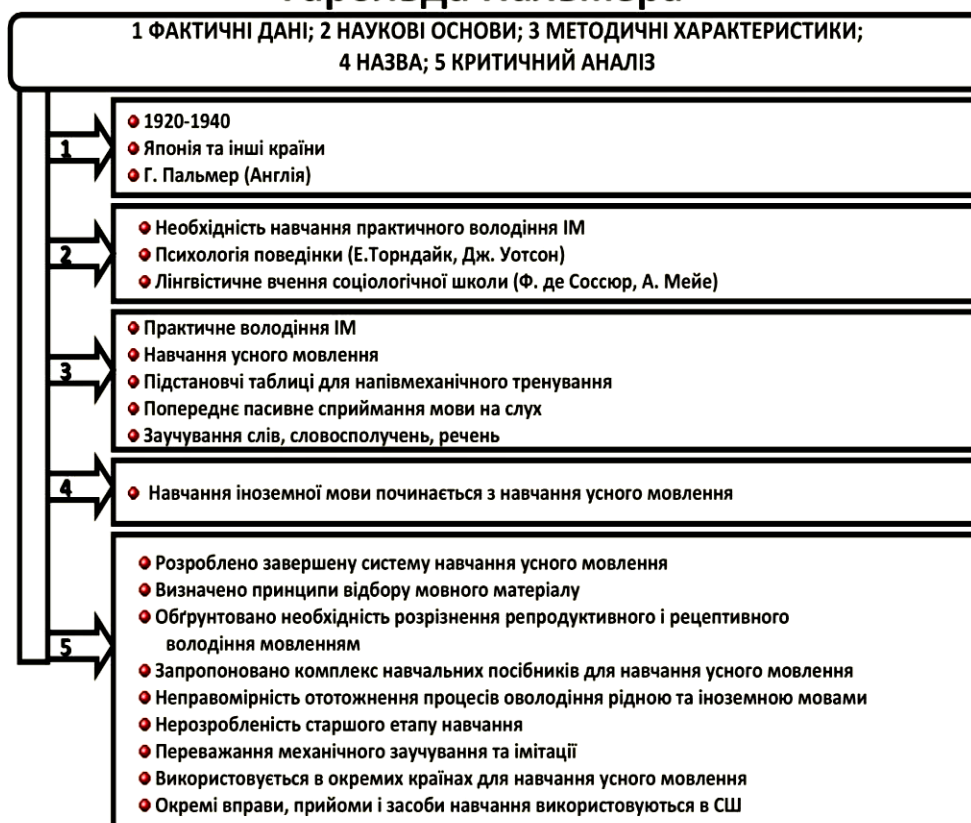 1 ФАКТИЧНІ ДАНІ; 2 НАУКОВІ ОСНОВИ; 3 МЕТОДИЧНІ ХАРАКТЕРИСТИКИ;
4 НАЗВА; 5 КРИТИЧНИЙ АНАЛІЗ
1
1920-1940
Японія та інші країни
Г. Пальмер (Англія)
2
Необхідність навчання практичного володіння ІМ
Психологія поведінки (Е.Торндайк, Дж. Уотсон)
Лінгвістичне вчення соціологічної школи (Ф. де Соссюр, А. Мейе)
3
Практичне володіння ІМ
Навчання усного мовлення
Підстановчі таблиці для напівмеханічного тренування
Попереднє пасивне сприймання мови на слух
Заучування слів, словосполучень, речень
4
Навчання іноземної мови починається з навчання усного мовлення
5
Розроблено завершену систему навчання усного мовлення
Визначено принципи відбору мовного матеріалу
Обґрунтовано необхідність розрізнення репродуктивного і рецептивного
володіння мовленням
Запропоновано комплекс навчальних посібників для навчання усного мовлення
Неправомірність ототожнення процесів оволодіння рідною та іноземною мовами
Нерозробленість старшого етапу навчання
Переважання механічного заучування та імітації
Використовується в окремих країнах для навчання усного мовлення
Окремі вправи, прийоми і засоби навчання використовуються в СШ